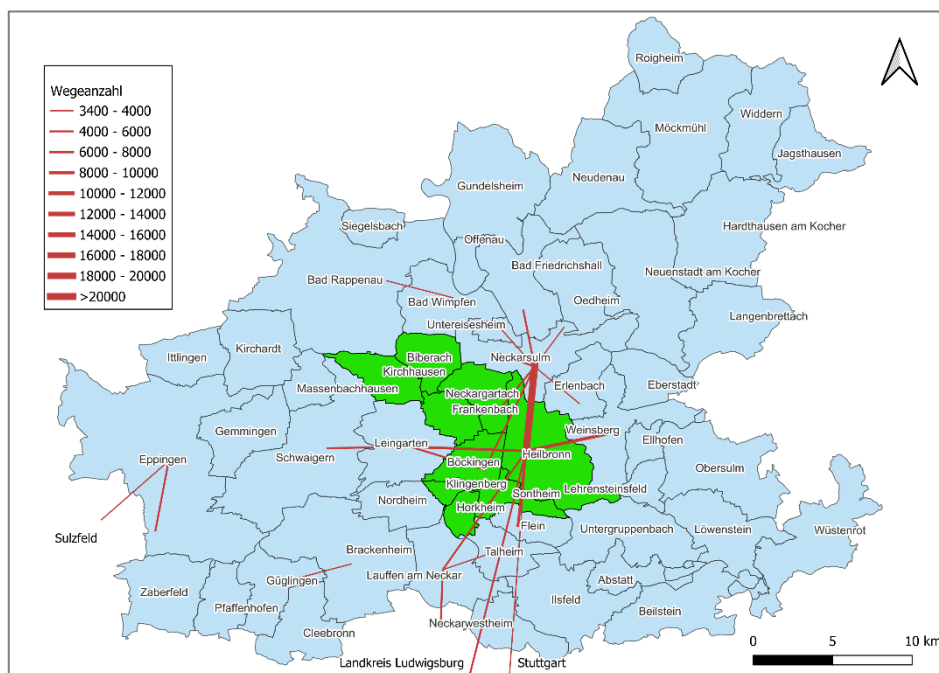 Wegeanzahl
3400 - 4000
4000 - 6000
6000 - 8000
8000 - 10000
10000 - 12000
12000 - 14000
14000 - 16000
16000 - 18000
18000 - 20000
>20000
Roigheim
Widdern
Möckmühl
Jagsthausen
Neudenau
Gundelsheim
Siegelsbach
Hardthausen am Kocher
Offenau
Bad Friedrichshall
Neuenstadt am Kocher
Bad Rappenau
Bad Wimpfen
Oedheim
Langenbrettach
Untereisesheim
Kirchardt
Ittlingen
Biberach
Neckarsulm
Kirchhausen
Massenbachhausen
Erlenbach
Eberstadt
Neckargartach
Frankenbach
Gemmingen
Weinsberg
Ellhofen
Leingarten
Schwaigern
Heilbronn
Eppingen
Böckingen
Obersulm
Klingenberg
Lehrensteinsfeld
Nordheim
Sontheim
Horkheim
Flein
Untergruppenbach
Löwenstein
Wüstenrot
Sulzfeld
Brackenheim
Talheim
Lauffen am Neckar
Güglingen
Abstatt
Zaberfeld
Ilsfeld
Pfaffenhofen
Beilstein
Neckarwestheim
Cleebronn
0 5 10 km
Landkreis Ludwigsburg
Stuttgart